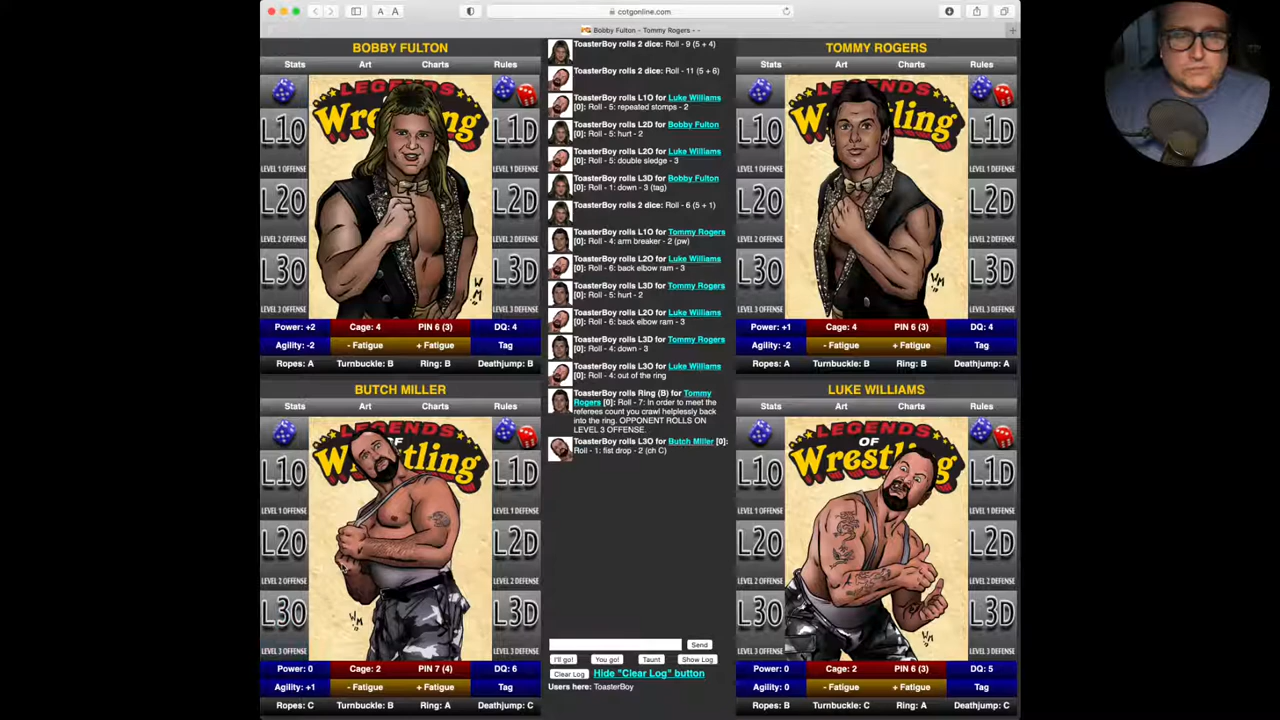 cotgonline.com
Bobby Fulton - Tommy Rogers - -
A A
BOBBY FULTON
Stats Art Charts Rules
LEGENDS
OF
Wrestling
L1O L1D
LEVEL 1 OFFENSE LEVEL 1 DEFENSE
L2O L2D
LEVEL 2 OFFENSE LEVEL 2 DEFENSE
L3O L3D
LEVEL 3 OFFENSE LEVEL 3 DEFENSE
WM
Power: +2 Cage: 4 PIN 6 (3) DQ: 4
Agility: -2 - Fatigue + Fatigue Tag
Ropes: A Turnbuckle: B Ring: B Deathjump: B
BUTCH MILLER
Stats Art Charts Rules
LEGENDS
OF
Wrestling
L1O L1D
LEVEL 1 OFFENSE LEVEL 1 DEFENSE
L2O L2D
LEVEL 2 OFFENSE LEVEL 2 DEFENSE
L3O L3D
LEVEL 3 OFFENSE LEVEL 3 DEFENSE
WM
Power: 0 Cage: 2 PIN 7 (4) DQ: 6
Agility: +1 - Fatigue + Fatigue Tag
Ropes: C Turnbuckle: B Ring: A Deathjump: C
ToasterBoy rolls 2 dice: Roll - 9 (5 + 4)
ToasterBoy rolls 2 dice: Roll - 11 (5 + 6)
ToasterBoy rolls L1O for Luke Williams
[0]: Roll - 5: repeated stomps - 2
ToasterBoy rolls L2D for Bobby Fulton
[0]: Roll - 5: hurt - 2
ToasterBoy rolls L2O for Luke Williams
[0]: Roll - 5: double sledge - 3
ToasterBoy rolls L3D for Bobby Fulton
[0]: Roll - 1: down - 3 (tag)
ToasterBoy rolls 2 dice: Roll - 6 (5 + 1)
ToasterBoy rolls L1O for Tommy Rogers
[0]: Roll - 4: arm breaker - 2 (pw)
ToasterBoy rolls L2O for Luke Williams
[0]: Roll - 6: back elbow ram - 3
ToasterBoy rolls L3D for Tommy Rogers
[0]: Roll - 5: hurt - 2
ToasterBoy rolls L2O for Luke Williams
[0]: Roll - 6: back elbow ram - 3
ToasterBoy rolls L3D for Tommy Rogers
[0]: Roll - 4: down - 3
ToasterBoy rolls L3O for Luke Williams
[0]: Roll - 4: out of the ring
ToasterBoy rolls Ring (B) for Tommy
Rogers [0]: Roll - 7: In order to meet the
referees count you crawl helplessly back
into the ring. OPPONENT ROLLS ON
LEVEL 3 OFFENSE.
ToasterBoy rolls L3O for Butch Miller [0]:
Roll - 1: fist drop - 2 (ch C)
Send
I'll go! You go! Taunt Show Log
Clear Log Hide "Clear Log" button
Users here: ToasterBoy
TOMMY ROGERS
Stats Art Charts Rules
LEGENDS
OF
Wrestling
L1O L1D
LEVEL 1 OFFENSE LEVEL 1 DEFENSE
L2O L2D
LEVEL 2 OFFENSE LEVEL 2 DEFENSE
L3O L3D
LEVEL 3 OFFENSE LEVEL 3 DEFENSE
WM
Power: +1 Cage: 4 PIN 6 (3) DQ: 4
Agility: -2 - Fatigue + Fatigue Tag
Ropes: A Turnbuckle: B Ring: B Deathjump: A
LUKE WILLIAMS
Stats Art Charts Rules
LEGENDS
OF
Wrestling
L1O L1D
LEVEL 1 OFFENSE LEVEL 1 DEFENSE
L2O L2D
LEVEL 2 OFFENSE LEVEL 2 DEFENSE
L3O L3D
LEVEL 3 OFFENSE LEVEL 3 DEFENSE
WM
Power: 0 Cage: 2 PIN 6 (3) DQ: 5
Agility: 0 - Fatigue + Fatigue Tag
Ropes: B Turnbuckle: C Ring: A Deathjump: C